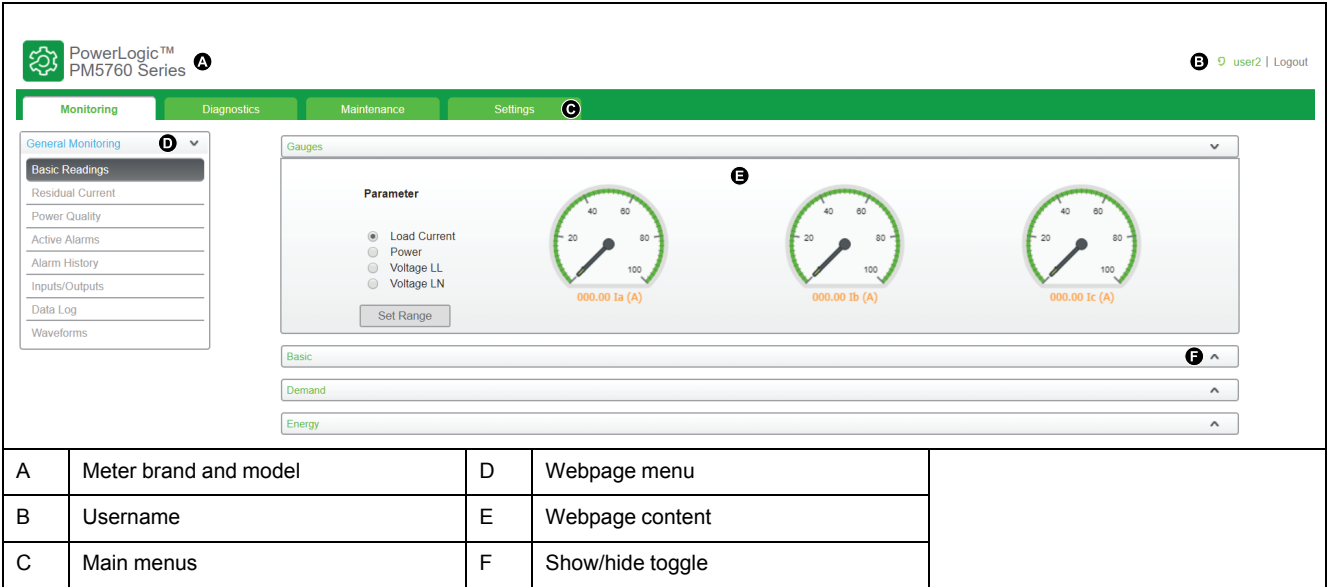 PowerLogic™
PM5760 Series A
B user2 | Logout
Monitoring Diagnostics Maintenance Settings C
General Monitoring D
Basic Readings
Residual Current
Power Quality
Active Alarms
Alarm History
Inputs/Outputs
Data Log
Waveforms
Gauges
E
Parameter
Load Current
Power
Voltage LL
Voltage LN
Set Range
20 40 60 80 100
000.00 Ia (A)
20 40 60 80 100
000.00 Ib (A)
20 40 60 80 100
000.00 Ic (A)
Basic F
Demand
Energy
A Meter brand and model D Webpage menu
B Username E Webpage content
C Main menus F Show/hide toggle